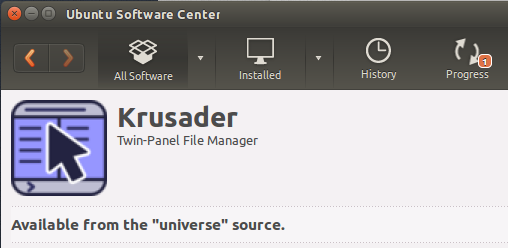 Ubuntu Software Center
All Software
Installed
History
Progress
1
Krusader
Twin-Panel File Manager
Available from the "universe" source.